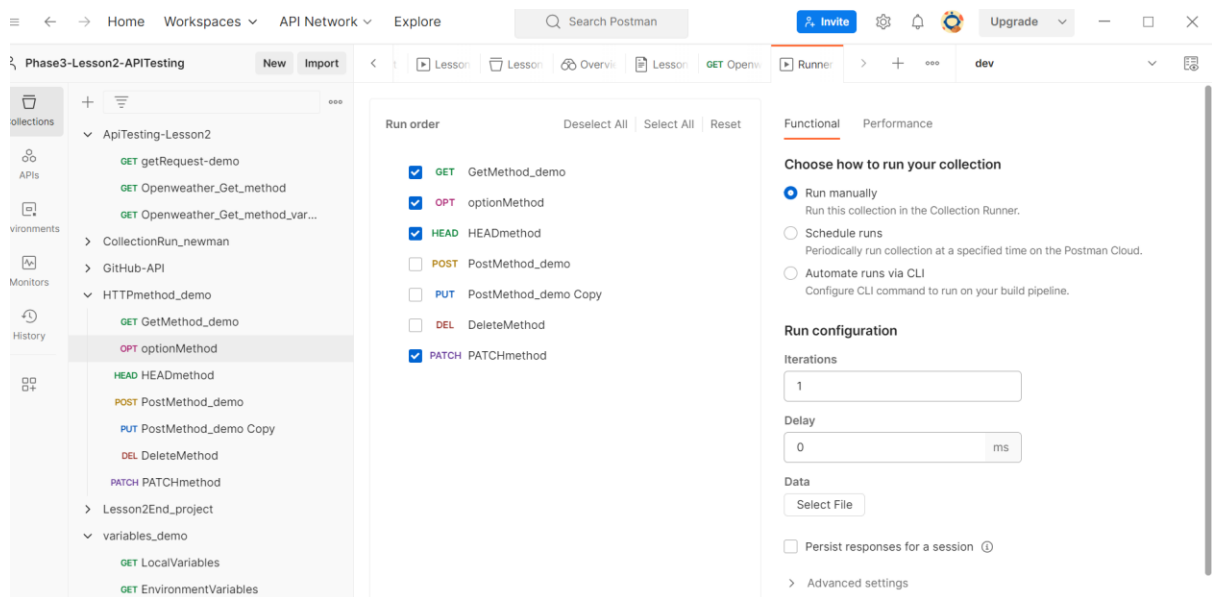 Home Workspaces API Network Explore Search Postman Invite Upgrade
Phase3-Lesson2-APITesting New Import Lesson Lesson Overvi Lesson GET Openw Runner dev
ollections
APIs
vironments
Monitors
History
ApiTesting-Lesson2
GET getRequest-demo
GET Openweather_Get_method
GET Openweather_Get_method_var...
CollectionRun_newman
GitHub-API
HTTPmethod_demo
GET GetMethod_demo
OPT optionMethod
HEAD HEADmethod
POST PostMethod_demo
PUT PostMethod_demo Copy
DEL DeleteMethod
PATCH PATCHmethod
Lesson2End_project
variables_demo
GET LocalVariables
GET EnvironmentVariables
Run order Deselect All Select All Reset
GET GetMethod_demo
OPT optionMethod
HEAD HEADmethod
POST PostMethod_demo
PUT PostMethod_demo Copy
DEL DeleteMethod
PATCH PATCHmethod
Functional Performance
Choose how to run your collection
Run manually
Run this collection in the Collection Runner.
Schedule runs
Periodically run collection at a specified time on the Postman Cloud.
Automate runs via CLI
Configure CLI command to run on your build pipeline.
Run configuration
Iterations
1
Delay
0 ms
Data
Select File
Persist responses for a session
Advanced settings